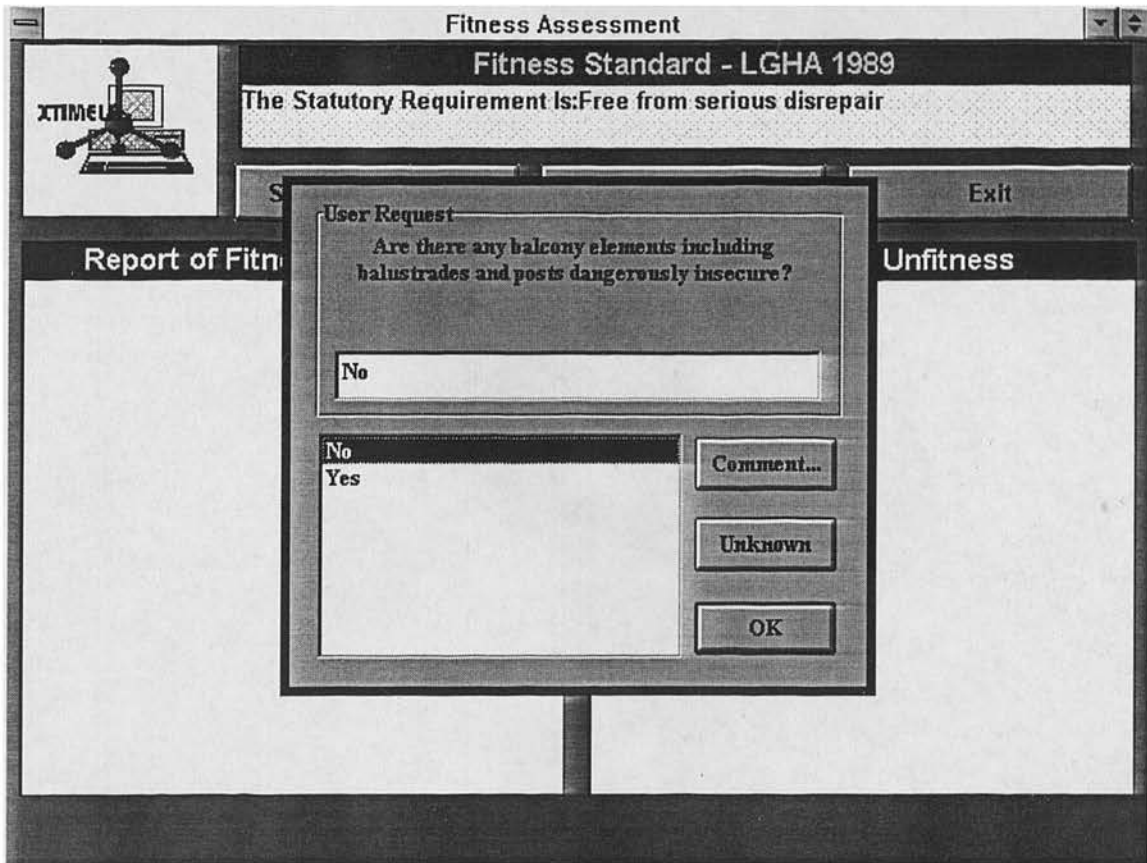 Fitness Assessment
Fitness Standard - LGHA 1989
XTIMEL
The Statutory Requirement Is:Free from serious disrepair
S
Exit
User Request
Are there any balcony elements including
balustrades and posts dangerously insecure?
Report of Fitn
Unfitness
No
No
Yes
Comment...
Unknown
OK